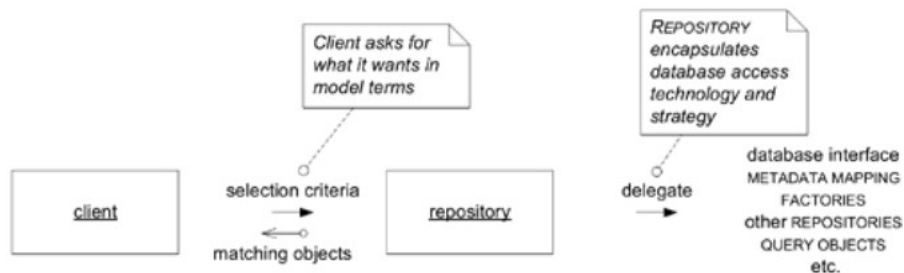 Client asks for
what it wants in
model terms
REPOSITORY
encapsulates
database access
technology and
strategy
client
selection criteria
matching objects
repository
delegate
database interface
METADATA MAPPING
FACTORIES
other REPOSITORIES
QUERY OBJECTS
etc.